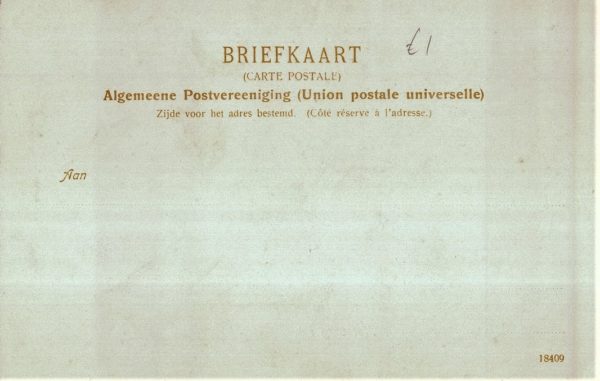 £1
BRIEFKAART
(CARTE POSTALE)
Algemeene Postvereeniging (Union postale universelle)
Zijde voor het adres bestemd. (Côté réservé à l'adresse.)
Aan
18409